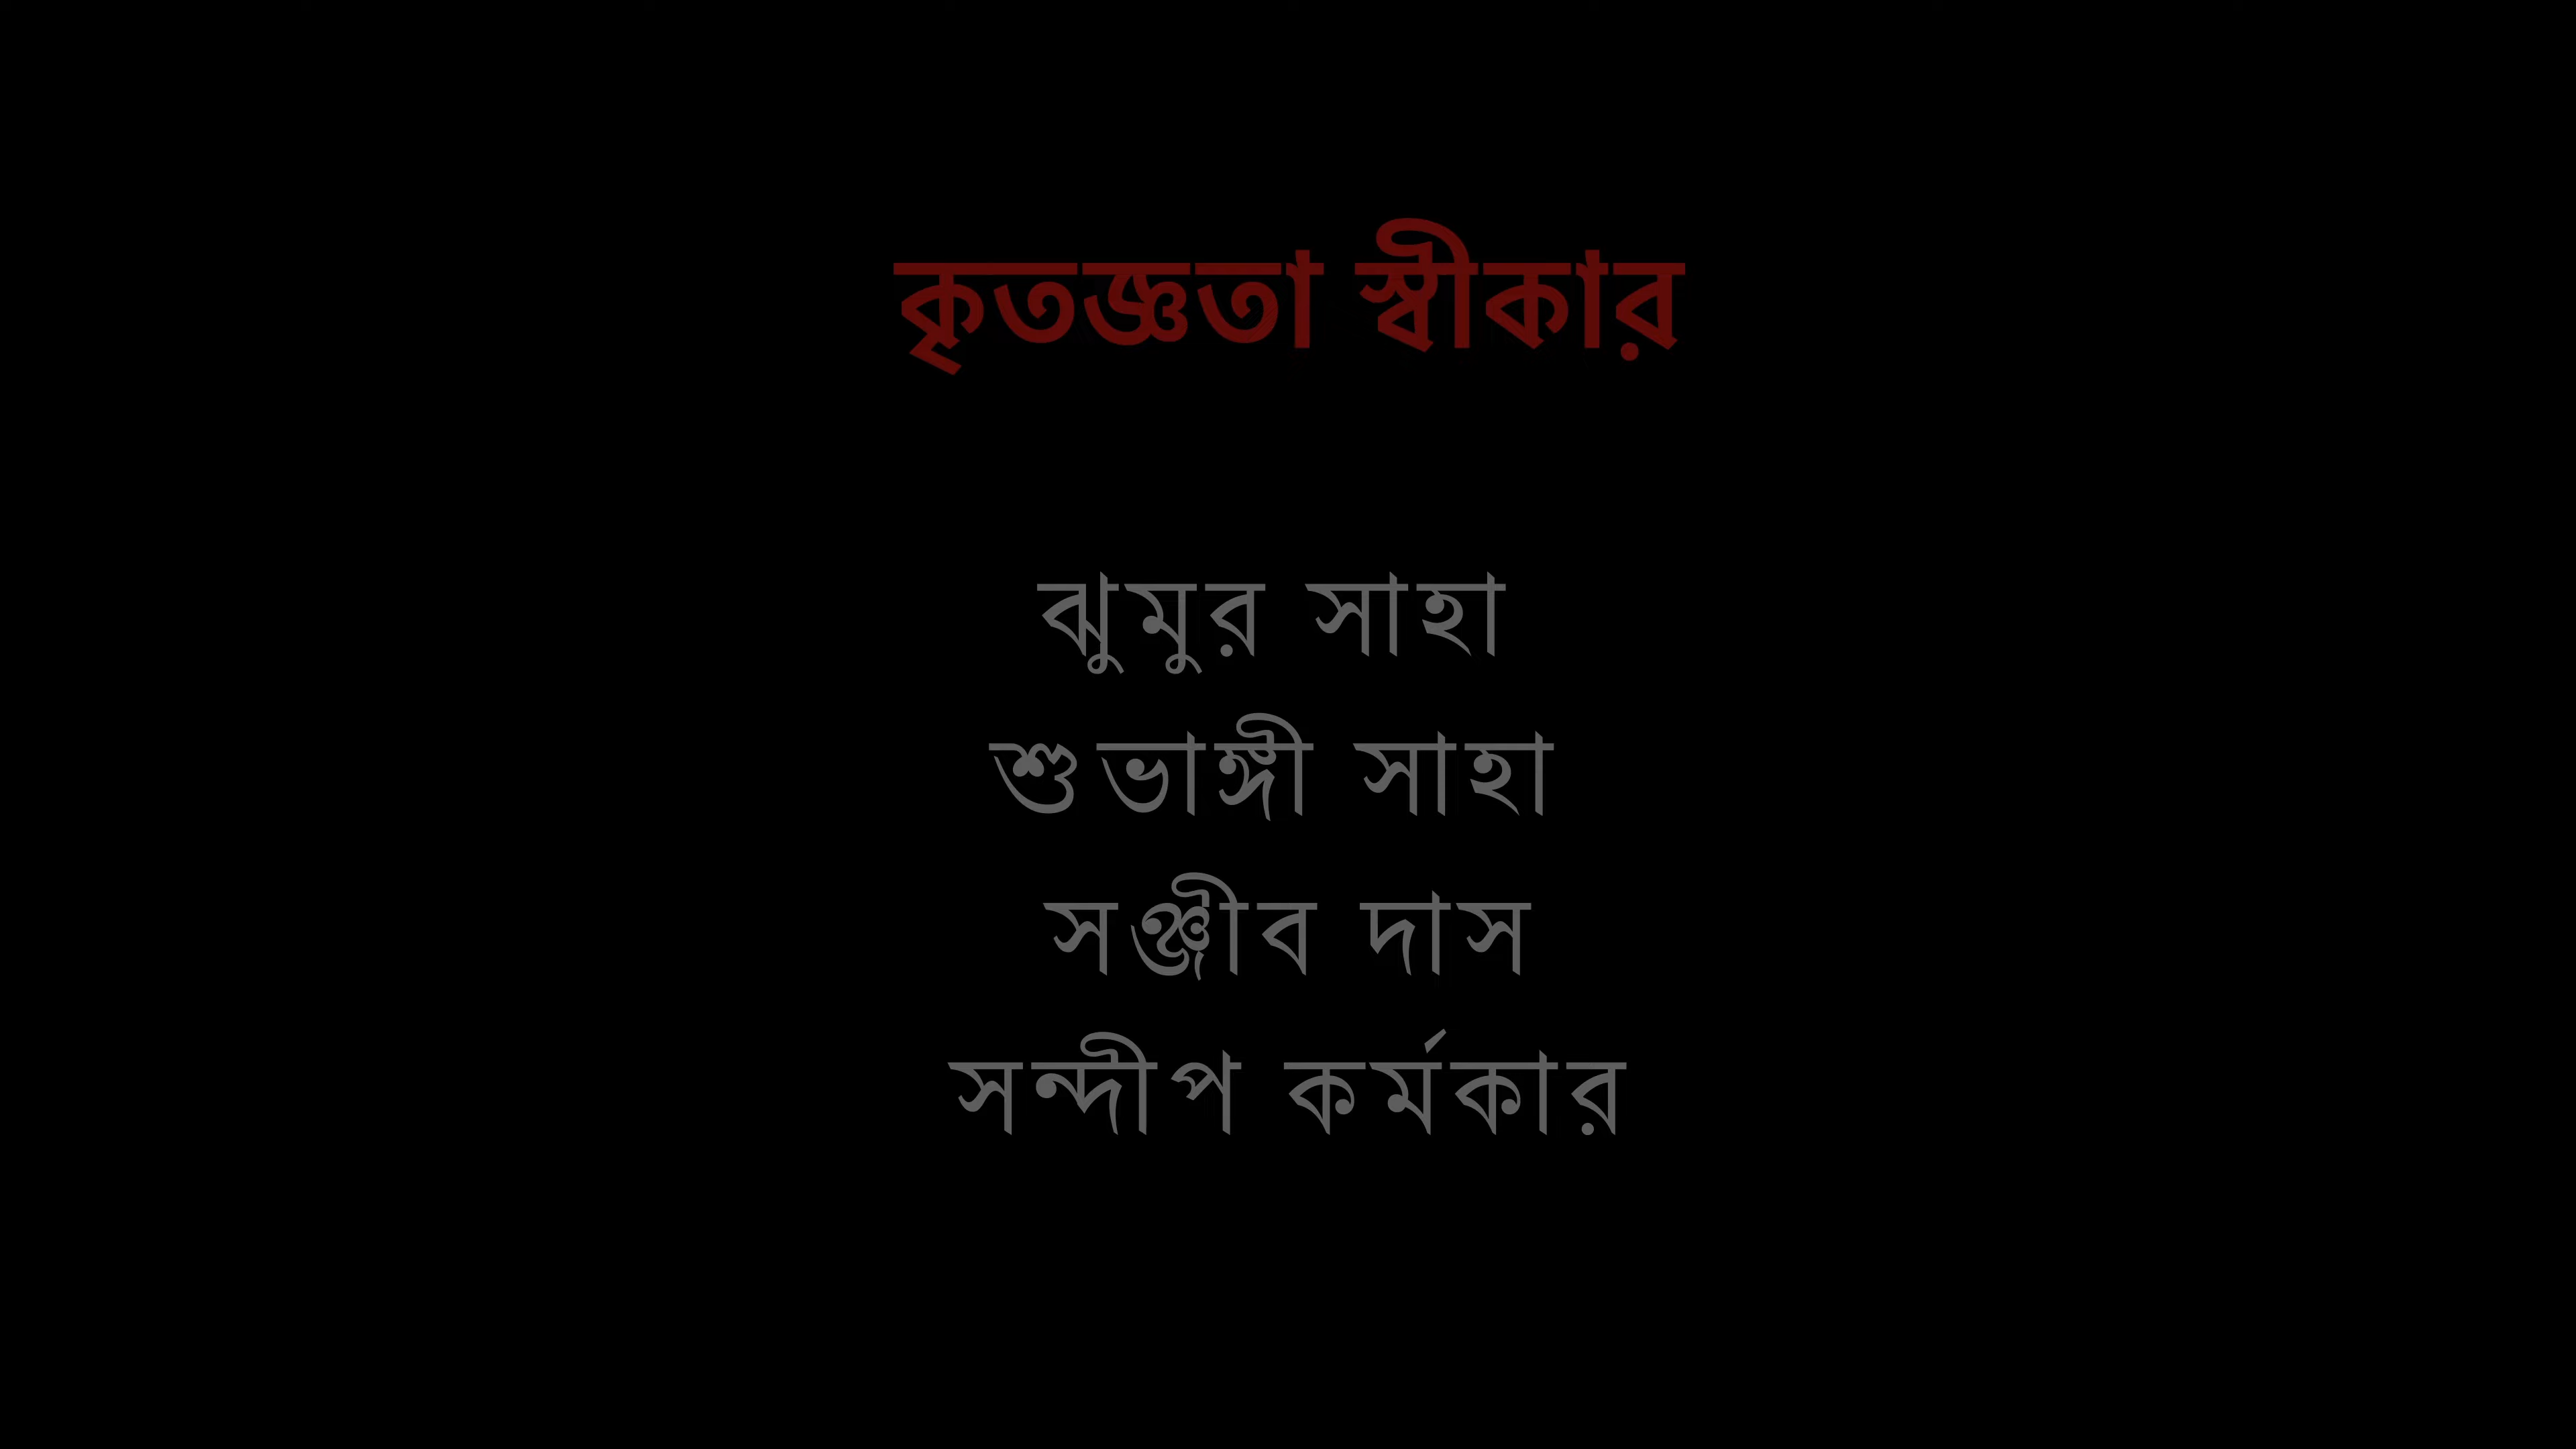 কৃতজ্ঞতা স্বীকার
ঝুমুর সাহা
শুভাঙ্গী সাহা
সঞ্জীব দাস
সন্দীপ কর্মকার